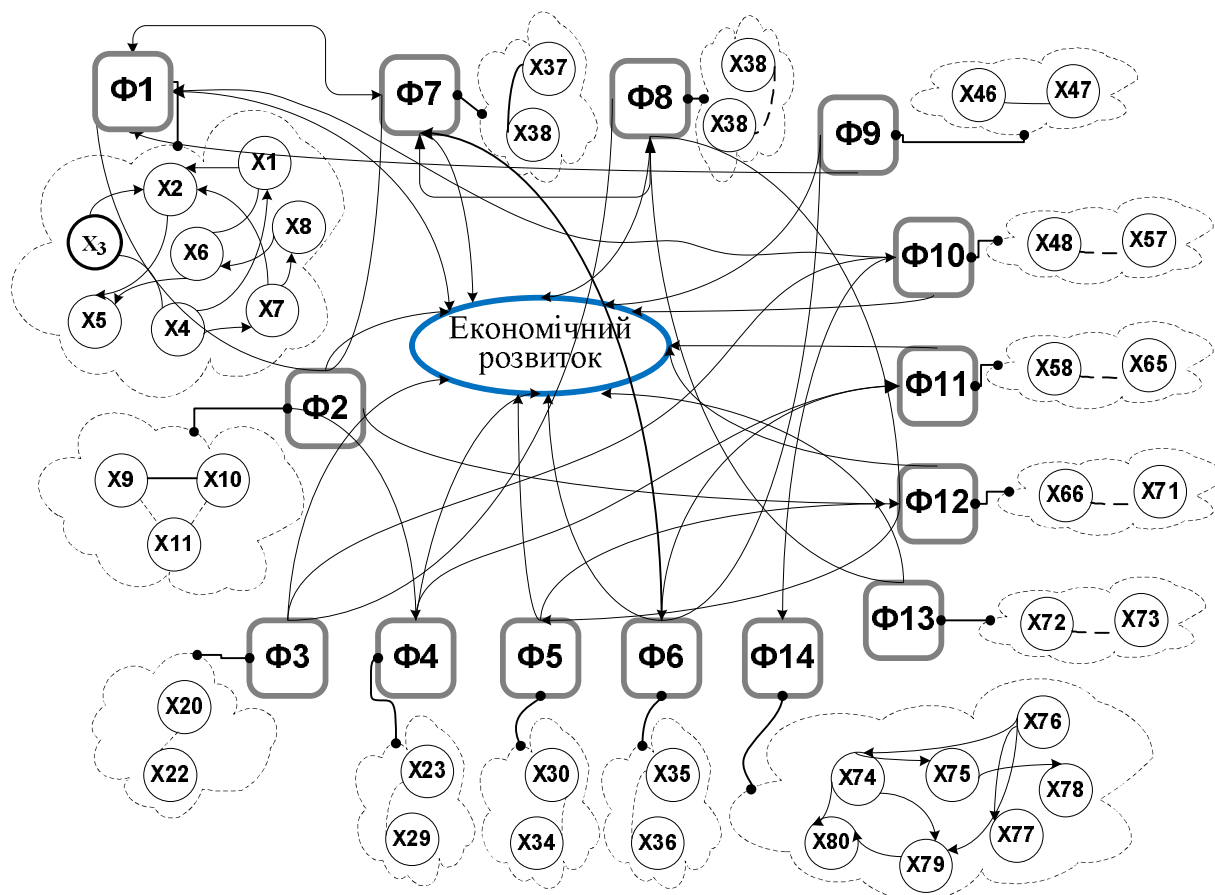 Ф1
Ф7
X37
X38
Ф8
X38
X38
Ф9
X46
X47
X1
X2
X3
X6
X8
X5
X4
X7
Ф10
X48
X57
Економічний
розвиток
Ф11
X58
X65
Ф2
X9
X10
X11
Ф12
X66
X71
Ф13
X72
X73
Ф3
Ф4
Ф5
Ф6
Ф14
X20
X22
X23
X29
X30
X34
X35
X36
X76
X74
X75
X78
X80
X79
X77